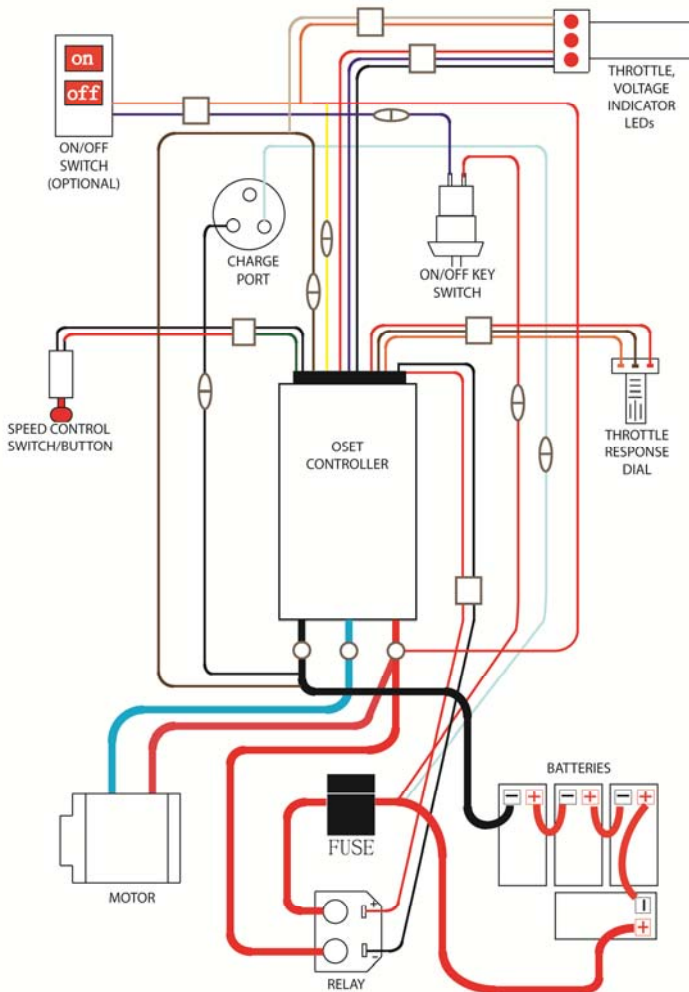 on
off
ON/OFF
SWITCH
(OPTIONAL)
THROTTLE,
VOLTAGE
INDICATOR
LEDs
CHARGE
PORT
ON/OFF KEY
SWITCH
SPEED CONTROL
SWITCH/BUTTON
OSET
CONTROLLER
THROTTLE
RESPONSE
DIAL
BATTERIES
− + − + − +
−
+
FUSE
MOTOR
+
−
RELAY